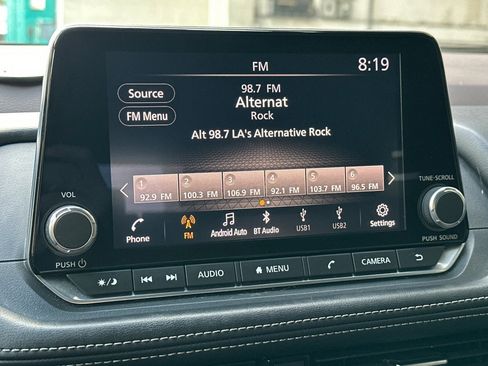 FM
8:19
Source
FM Menu
98.7 FM
Alternat
Rock
Alt 98.7 LA's Alternative Rock
1 2 3 4 5 6
92.9 FM 100.3 FM 106.9 FM 92.1 FM 103.7 FM 96.5 FM
VOL
TUNE·SCROLL
Phone FM Android Auto BT Audio USB1 USB2 Settings
PUSH
PUSH SOUND
AUDIO MENU CAMERA